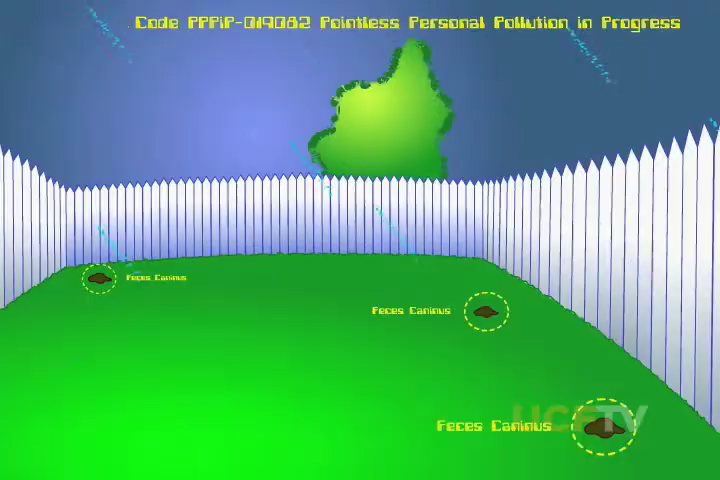 Code PPPiP-019082 Pointless Personal Pollution in Progress
Feces Caninus
Feces Caninus
Feces Caninus
UCFTV